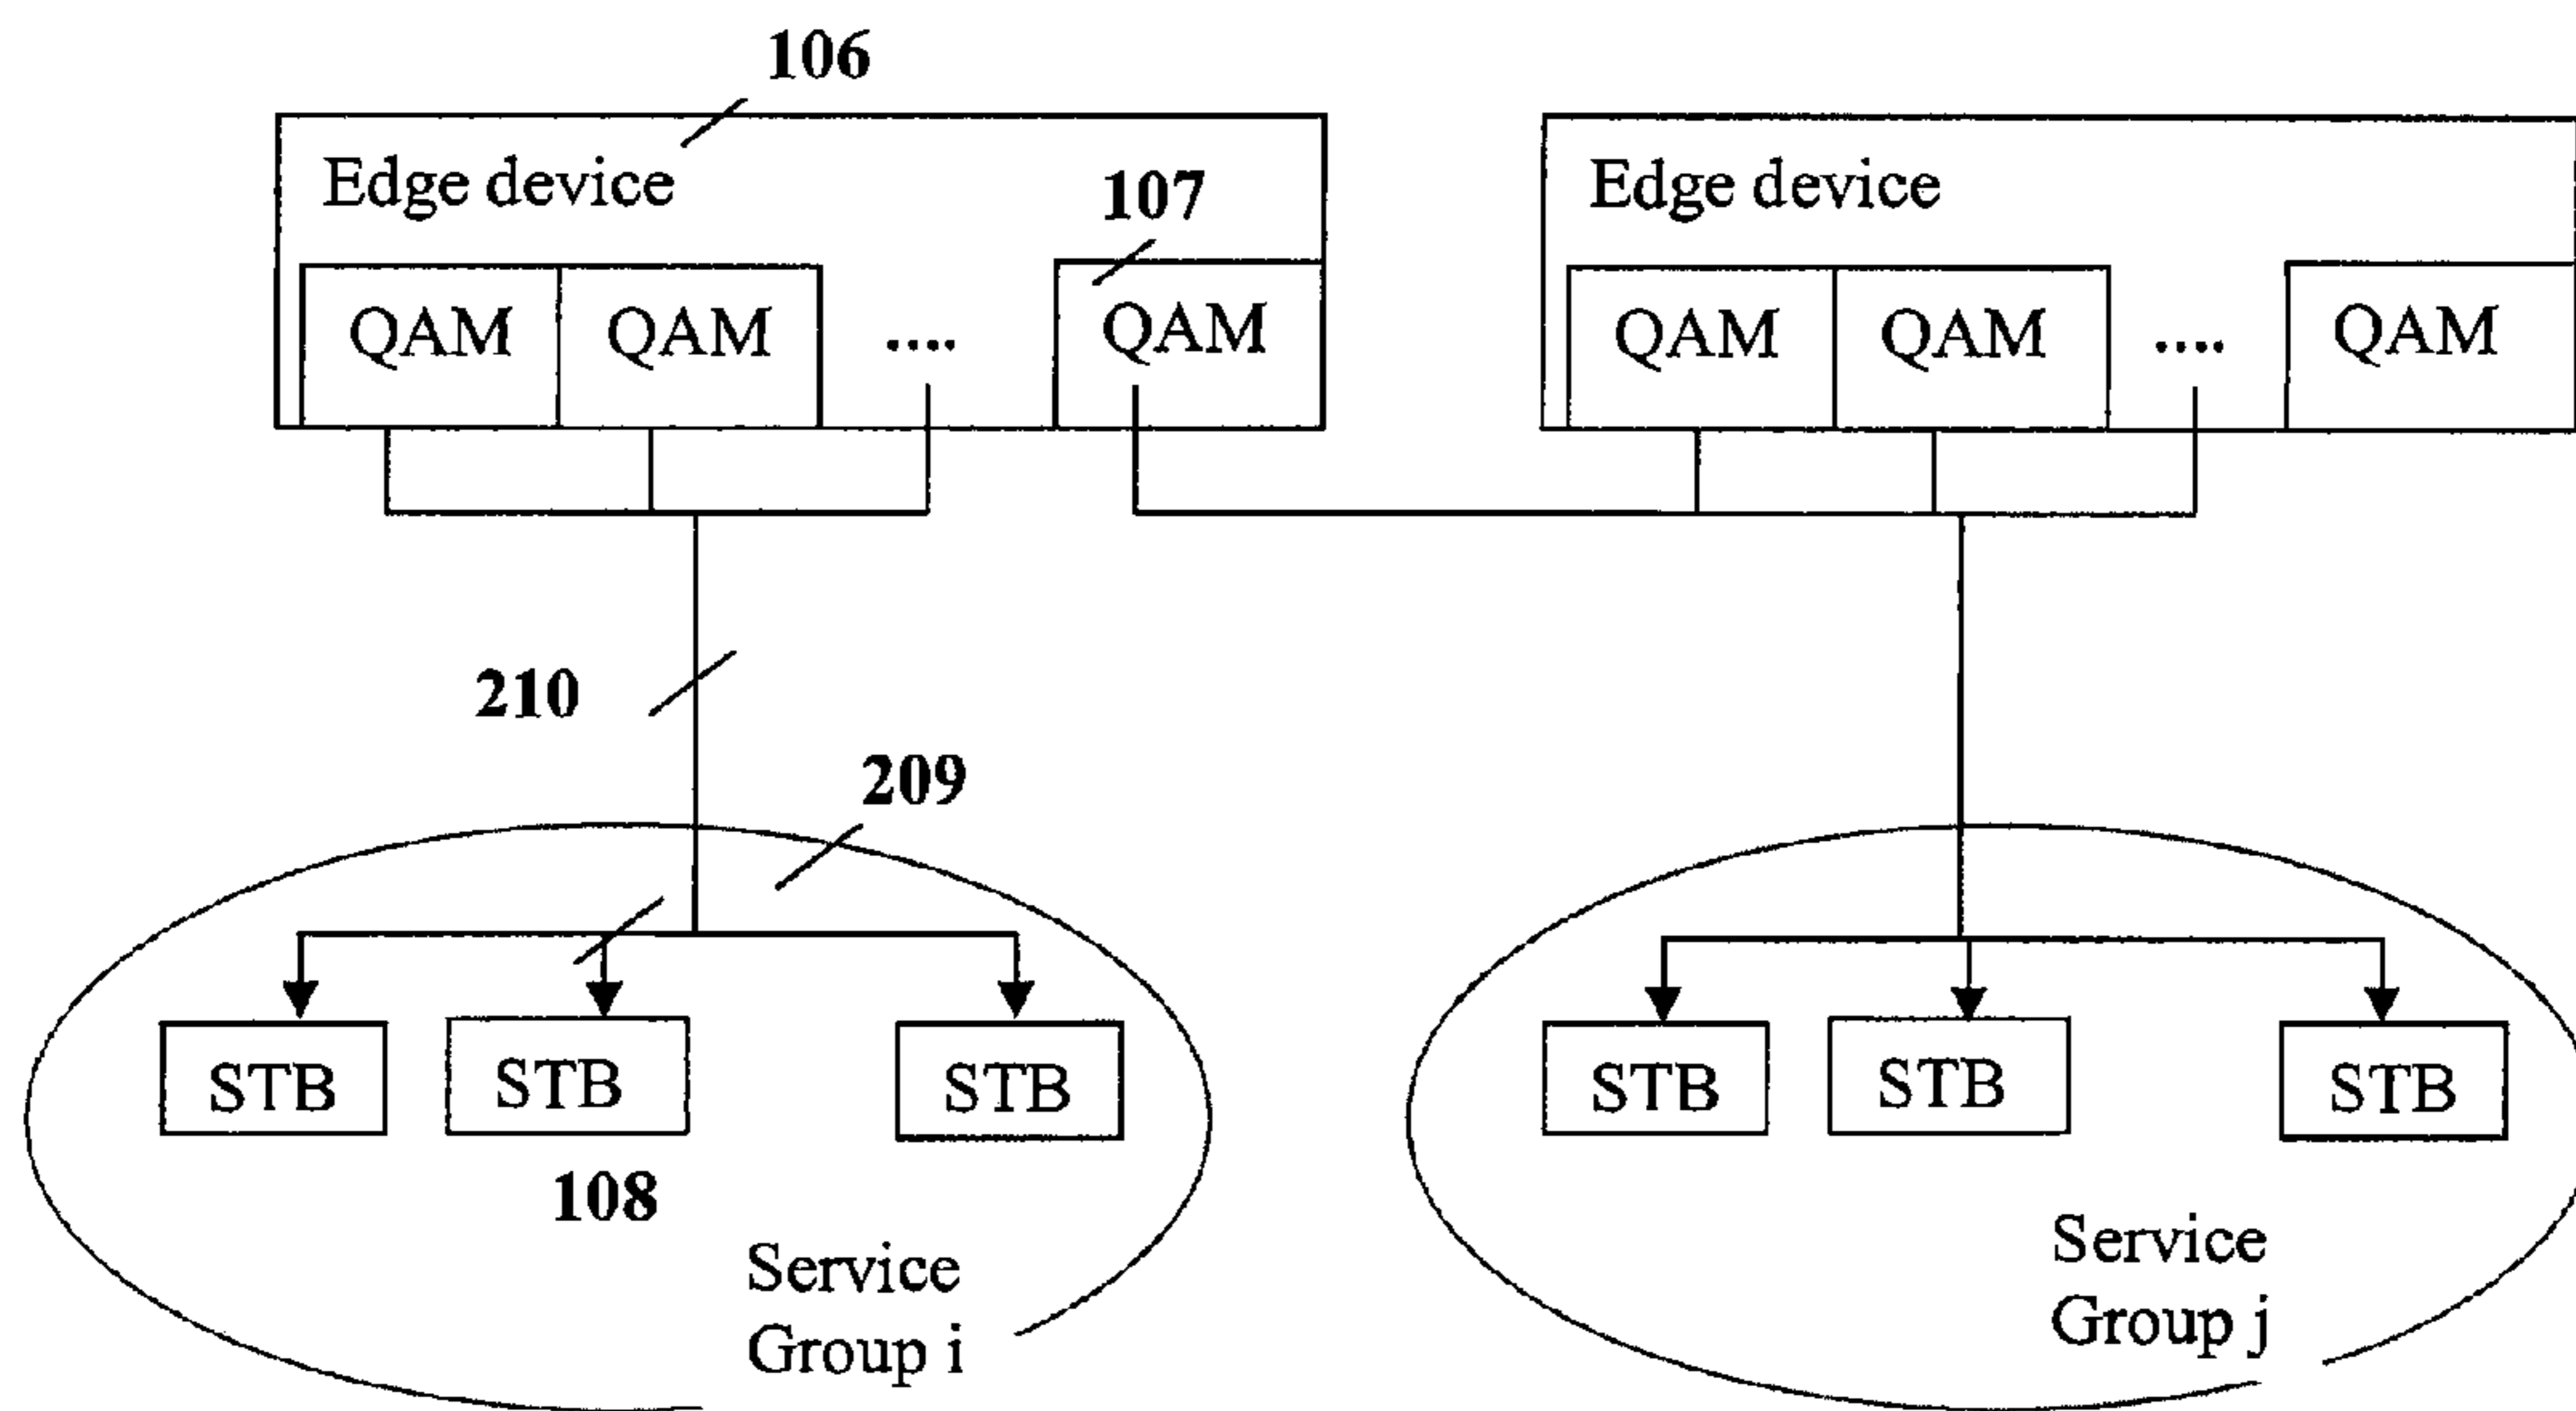 106
Edge device
Edge device
107
QAM
QAM
....
QAM
QAM
QAM
....
QAM
210
209
STB
STB
STB
STB
STB
STB
108
Service
Group i
Service
Group j